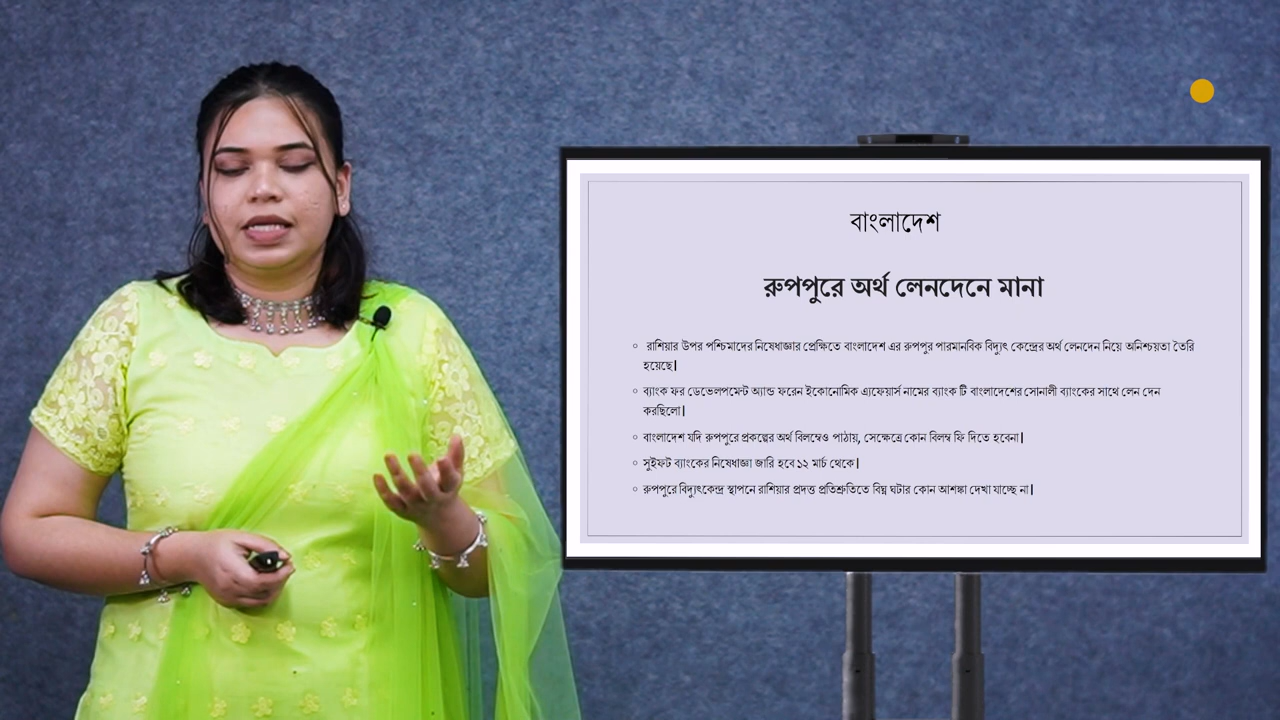 বাংলাদেশ
রুপপুরে অর্থ লেনদেনে মানা
রাশিয়ার উপর পশ্চিমাদের নিষেধাজ্ঞার প্রেক্ষিতে বাংলাদেশ এর রুপপুর পারমানবিক বিদ্যুৎ কেন্দ্রের অর্থ লেনদেন নিয়ে অনিশ্চয়তা তৈরি
হয়েছে।
ব্যাংক ফর ডেভেলপমেন্ট অ্যান্ড ফরেন ইকোনোমিক এ্যফেয়ার্স নামের ব্যাংক টি বাংলাদেশের সোনালী ব্যাংকের সাথে লেন দেন
করছিলো।
বাংলাদেশ যদি রুপপুরে প্রকল্পের অর্থ বিলম্বেও পাঠায়, সেক্ষেত্রে কোন বিলম্ব ফি দিতে হবেনা।
সুইফট ব্যাংকের নিষেধাজ্ঞা জারি হবে ১২ মার্চ থেকে।
রুপপুরে বিদ্যুৎকেন্দ্র স্থাপনে রাশিয়ার প্রদত্ত প্রতিশ্রুতিতে বিঘ্ন ঘটার কোন আশঙ্কা দেখা যাচ্ছে না।